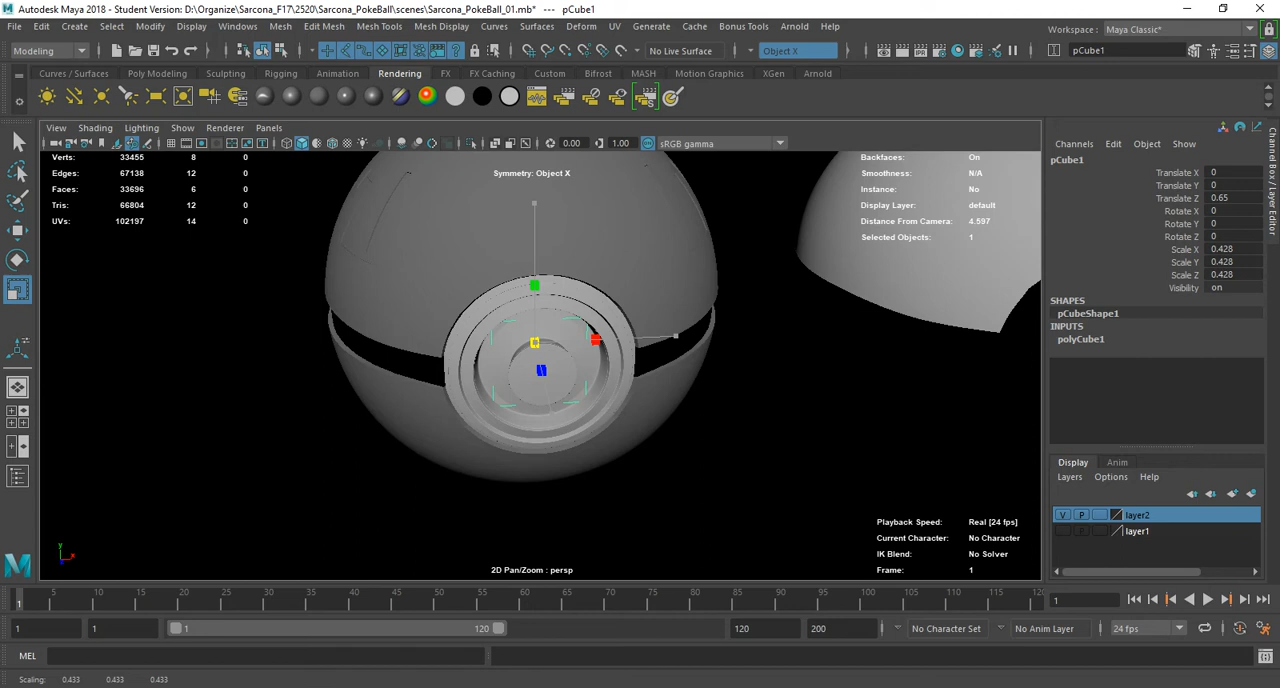 Autodesk Maya 2018 - Student Version: D:\Organize\Sarcona_F17\2520\Sarcona_PokeBall\scenes\Sarcona_PokeBall_01.mb* --- pCube1
File Edit Create Select Modify Display Windows Mesh Edit Mesh Mesh Tools Mesh Display Curves Surfaces Deform UV Generate Cache Bifrost Arnold Help Workspace: Maya Classic*
Modeling No Live Surface Object X pCube1
Curves / Surfaces Poly Modeling Sculpting Rigging Animation Rendering FX FX Caching Custom Bifrost MASH Motion Graphics XGen Arnold
View Shading Lighting Show Renderer Panels
0.00 1.00 sRGB gamma
Verts: 33455 8 0
Edges: 67138 12 0
Faces: 33696 6 0
Tris: 66804 12 0
UVs: 102197 14 0
Symmetry: Object X
Backfaces: On
Smoothness: N/A
Instance: No
Display Layer: default
Distance From Camera: 4.597
Selected Objects: 1
Channels Edit Object Show
pCube1
Translate X 0
Translate Y 0
Translate Z 0.65
Rotate X 0
Rotate Y 0
Rotate Z 0
Scale X 0.428
Scale Y 0.428
Scale Z 0.428
Visibility on
SHAPES
pCubeShape1
INPUTS
polyCube1
Channel Box / Layer Editor
Display Anim
Layers Options Help
V P layer2
layer1
Playback Speed: Real [24 fps]
Current Character: No Character
IK Blend: No Solver
Frame: 1
y
x
2D Pan/Zoom : persp
1 5 10 15 20 25 30 35 40 45 50 55 60 65 70 75 80 85 90 95 100 105 110 115 120 1
1 1 1 120 120 200 No Character Set No Anim Layer 24 fps
MEL
Scaling: 0.433 0.433 0.433